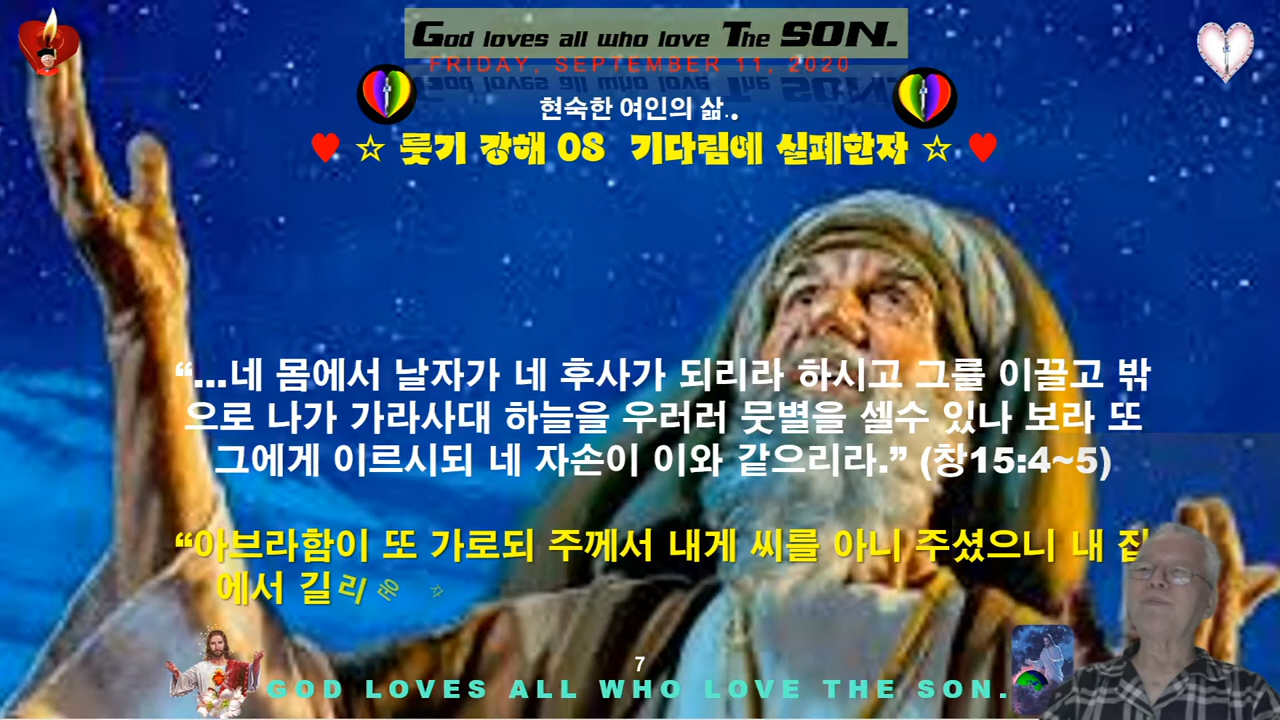 God loves all who love The SON.
FRIDAY, SEPTEMBER 11, 2020
현숙한 여인의 삶..
♥ ☆ 룻기 강해 05 기다림에 실폐한자 ☆ ♥
“...네 몸에서 날자가 네 후사가 되리라 하시고 그를 이끌고 밖
으로 나가 가라사대 하늘을 우러러 뭇별을 셀수 있나 보라 또
그에게 이르시되 네 자손이 이와 같으리라.” (창15:4~5)
“아브라함이 또 가로되 주께서 내게 씨를 아니 주셨으니 내 집
에서 길리
7
GOD LOVES ALL WHO LOVE THE SON.